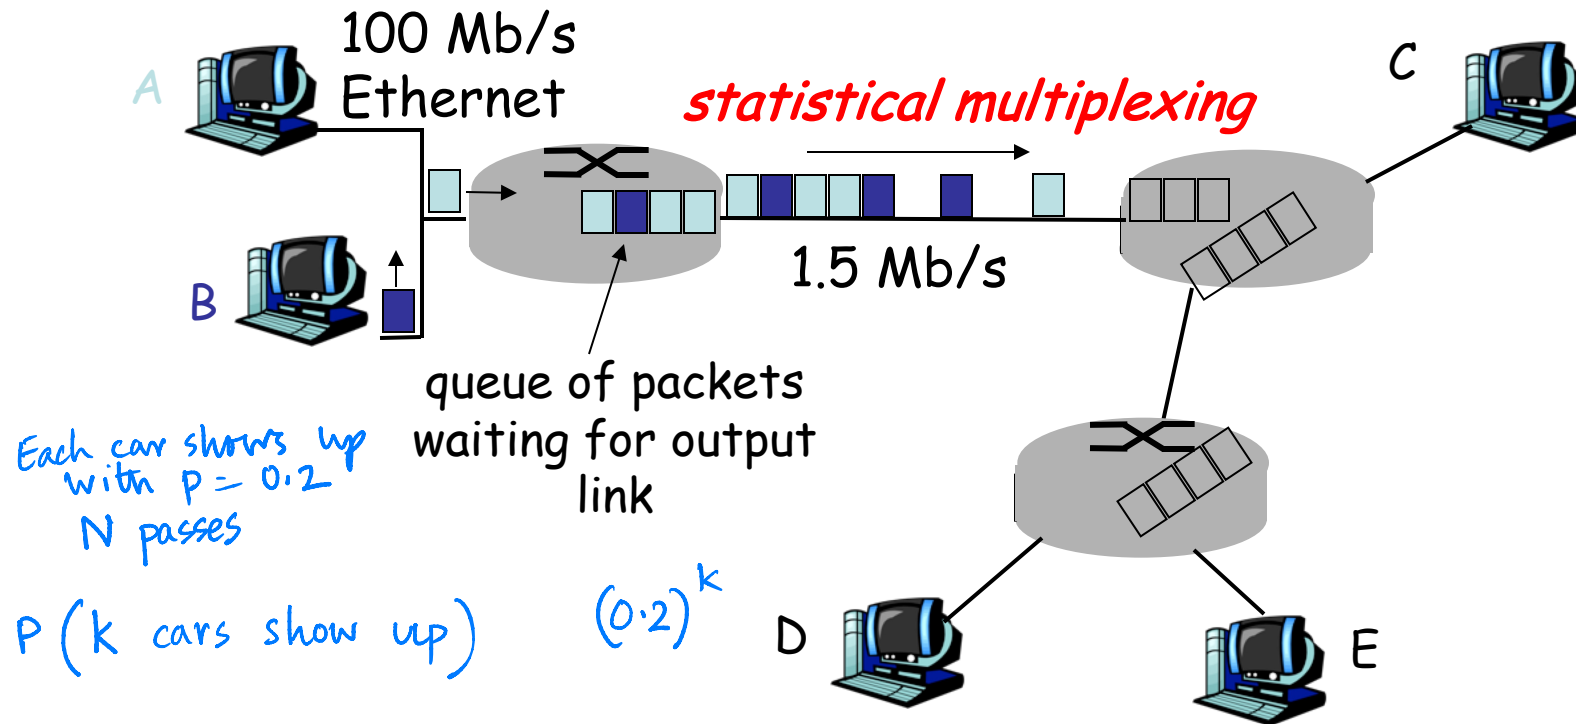 100 Mb/s
Ethernet
statistical multiplexing
A
C
1.5 Mb/s
B
queue of packets
waiting for output
link
Each car shows up
with p = 0.2
N passes
P(k cars show up) (0.2)^k
D
E